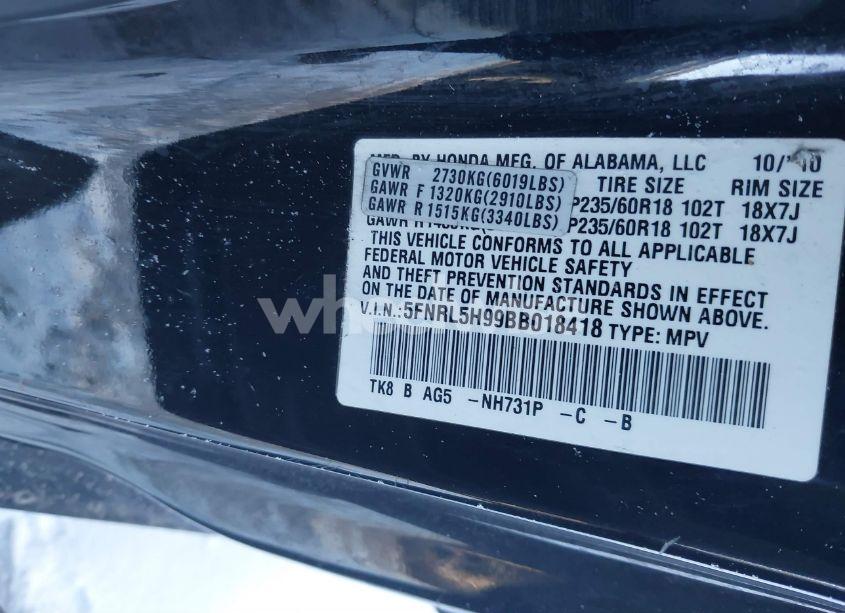 MFD. BY HONDA MFG. OF ALABAMA, LLC 10/'10
GVWR 2730KG(6019LBS)
GAWR F 1320KG(2910LBS)
GAWR R 1515KG(3340LBS)
TIRE SIZE RIM SIZE
P235/60R18 102T 18X7J
GAWR R P235/60R18 102T 18X7J
THIS VEHICLE CONFORMS TO ALL APPLICABLE
FEDERAL MOTOR VEHICLE SAFETY
AND THEFT PREVENTION STANDARDS IN EFFECT
ON THE DATE OF MANUFACTURE SHOWN ABOVE.
V.I.N.:5FNRL5H99BB018418 TYPE: MPV
TK8 B AG5 -NH731P -C -B